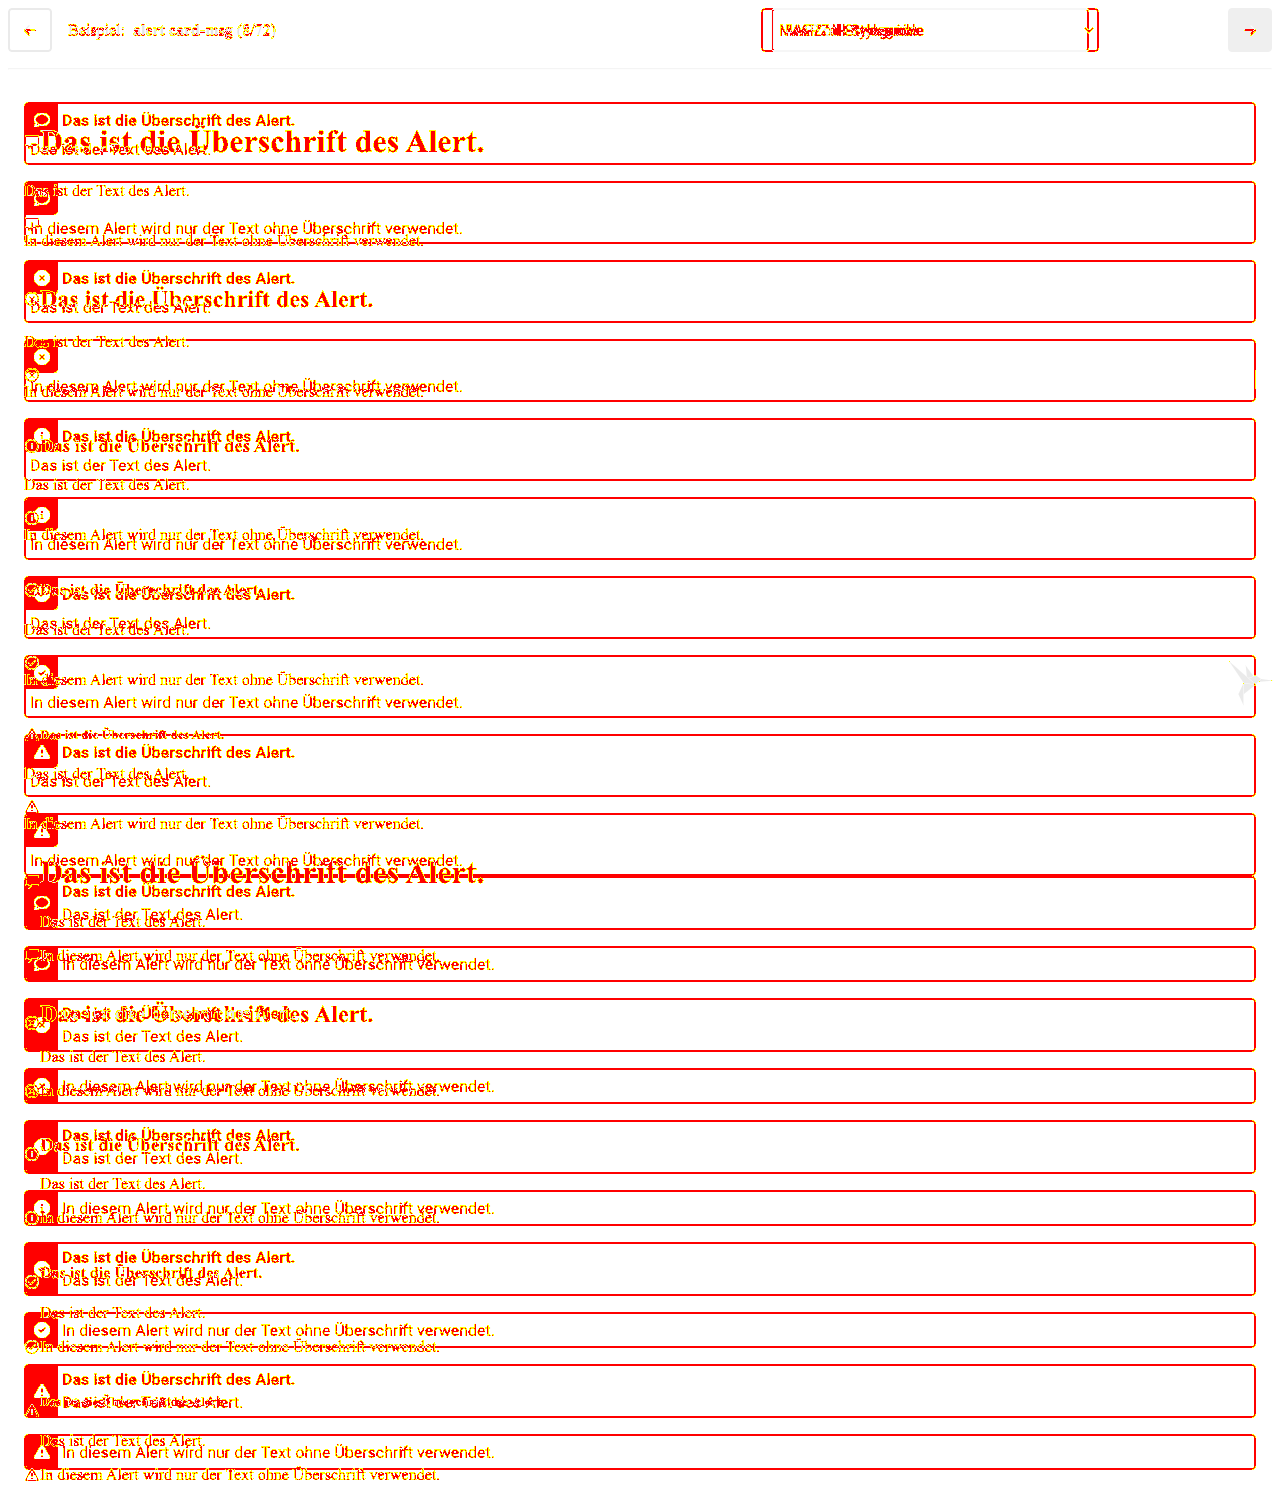 ← Beispiel: alert card-msg (6/72) →
Das ist die Überschrift des Alert.
Das ist die Überschrift des Alert.
Das ist der Text des Alert.
Das ist der Text des Alert.
In diesem Alert wird nur der Text ohne Überschrift verwendet.
In diesem Alert wird nur der Text ohne Überschrift verwendet.
Das ist die Überschrift des Alert.
Das ist die Überschrift des Alert.
Das ist der Text des Alert.
Das ist der Text des Alert.
In diesem Alert wird nur der Text ohne Überschrift verwendet.
In diesem Alert wird nur der Text ohne Überschrift verwendet.
Das ist die Überschrift des Alert.
Das ist die Überschrift des Alert.
Das ist der Text des Alert.
Das ist der Text des Alert.
In diesem Alert wird nur der Text ohne Überschrift verwendet.
In diesem Alert wird nur der Text ohne Überschrift verwendet.
Das ist die Überschrift des Alert.
Das ist die Überschrift des Alert.
Das ist der Text des Alert.
Das ist der Text des Alert.
In diesem Alert wird nur der Text ohne Überschrift verwendet.
In diesem Alert wird nur der Text ohne Überschrift verwendet.
Das ist die Überschrift des Alert.
Das ist die Überschrift des Alert.
Das ist der Text des Alert.
Das ist der Text des Alert.
In diesem Alert wird nur der Text ohne Überschrift verwendet.
In diesem Alert wird nur der Text ohne Überschrift verwendet.
Das ist die Überschrift des Alert.
Das ist die Überschrift des Alert.
Das ist der Text des Alert.
Das ist der Text des Alert.
In diesem Alert wird nur der Text ohne Überschrift verwendet.
In diesem Alert wird nur der Text ohne Überschrift verwendet.
Das ist die Überschrift des Alert.
Das ist die Überschrift des Alert.
Das ist der Text des Alert.
Das ist der Text des Alert.
In diesem Alert wird nur der Text ohne Überschrift verwendet.
In diesem Alert wird nur der Text ohne Überschrift verwendet.
Das ist die Überschrift des Alert.
Das ist die Überschrift des Alert.
Das ist der Text des Alert.
Das ist der Text des Alert.
In diesem Alert wird nur der Text ohne Überschrift verwendet.
In diesem Alert wird nur der Text ohne Überschrift verwendet.
Das ist die Überschrift des Alert.
Das ist die Überschrift des Alert.
Das ist der Text des Alert.
Das ist der Text des Alert.
In diesem Alert wird nur der Text ohne Überschrift verwendet.
In diesem Alert wird nur der Text ohne Überschrift verwendet.
Das ist die Überschrift des Alert.
Das ist der Text des Alert.
Das ist der Text des Alert.
In diesem Alert wird nur der Text ohne Überschrift verwendet.
In diesem Alert wird nur der Text ohne Überschrift verwendet.